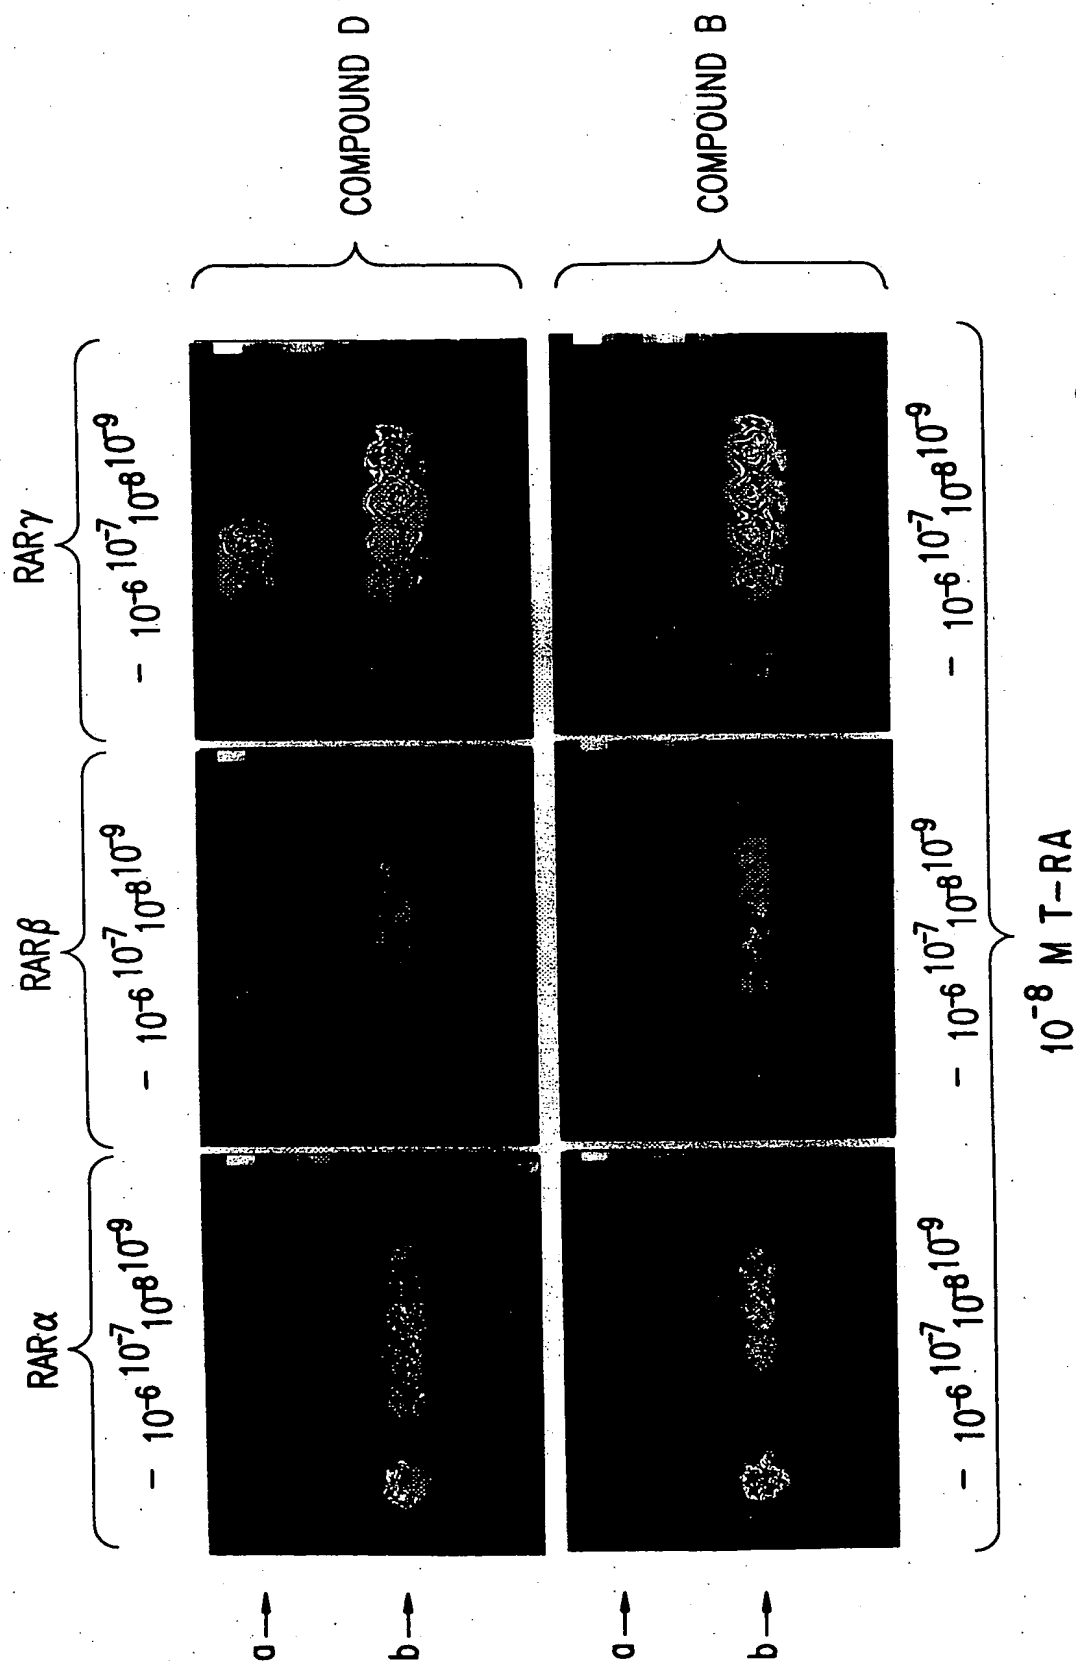 RARα
RARβ
RARγ
– 10⁻⁶ 10⁻⁷ 10⁻⁸ 10⁻⁹
– 10⁻⁶ 10⁻⁷ 10⁻⁸ 10⁻⁹
– 10⁻⁶ 10⁻⁷ 10⁻⁸ 10⁻⁹
a
b
COMPOUND D
a
b
COMPOUND B
– 10⁻⁶ 10⁻⁷ 10⁻⁸ 10⁻⁹
– 10⁻⁶ 10⁻⁷ 10⁻⁸ 10⁻⁹
– 10⁻⁶ 10⁻⁷ 10⁻⁸ 10⁻⁹
10⁻⁸ M T-RA